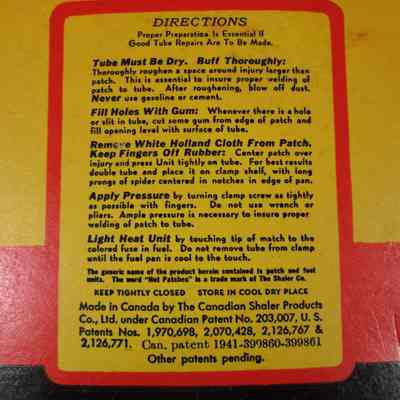 DIRECTIONS
Proper Preparation Is Essential If
Good Tube Repairs Are To Be Made.
Tube Must Be Dry. Buff Thoroughly:
Thoroughly roughen a space around injury larger than
patch. This is essential to insure proper welding of
patch to tube. After roughening, blow off dust.
Never use gasoline or cement.
Fill Holes With Gum: Whenever there is a hole
or slit in tube, cut some gum from edge of patch and
fill opening level with surface of tube.
Remove White Holland Cloth From Patch.
Keep Fingers Off Rubber: Center patch over
injury and press Unit tightly on tube. For best results
double tube and place it on clamp shelf, with long
prongs of spider centered in notches in edge of pan.
Apply Pressure by turning clamp screw as tightly
as possible with fingers. Do not use wrench or
pliers. Ample pressure is necessary to insure proper
welding of patch to tube.
Light Heat Unit by touching tip of match to the
colored fuse in fuel. Do not remove tube from clamp
until the fuel pan is cool to the touch.
The generic name of the product herein contained is patch and fuel
units. The word "Hot Patches" is a trade mark of The Shaler Co.
KEEP TIGHTLY CLOSED STORE IN COOL DRY PLACE
Made in Canada by The Canadian Shaler Products
Co., Ltd. under Canadian Patent No. 203,007, U. S.
Patents Nos. 1,970,698, 2,070,428, 2,126,767 &
2,126,771. Can. patent 1941-399860-399861
Other patents pending.